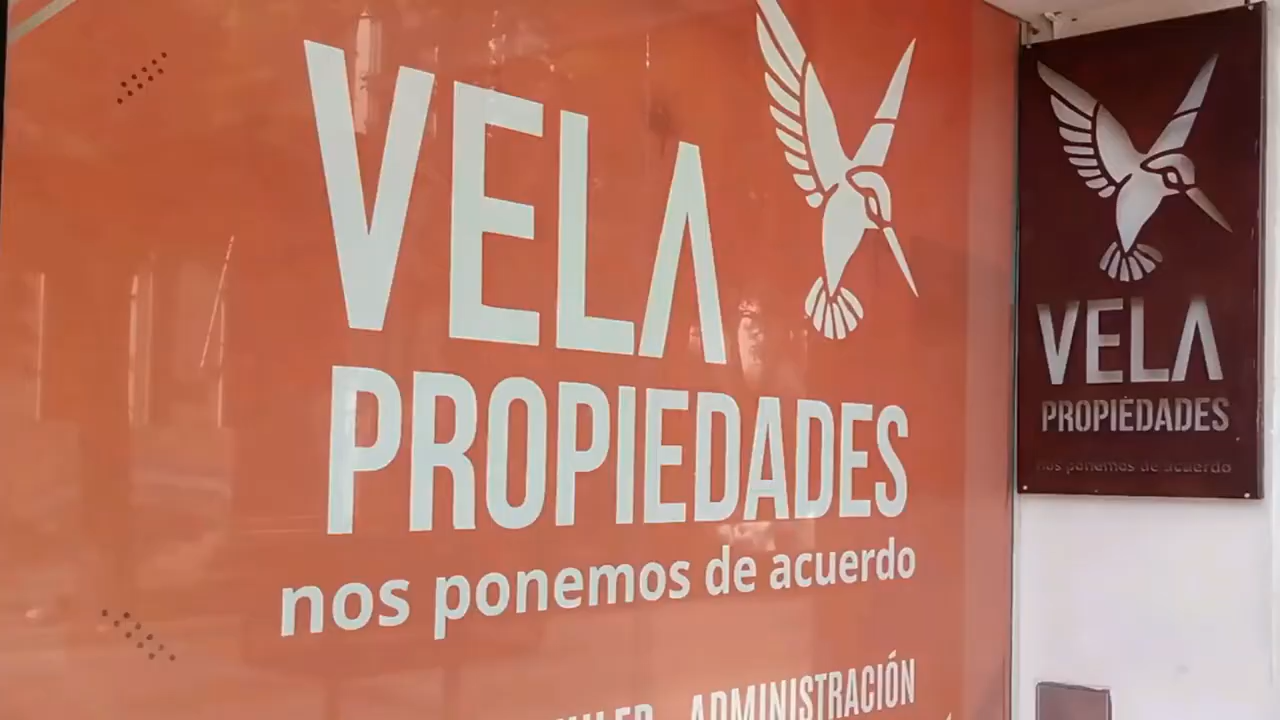 VELA
PROPIEDADES
nos ponemos de acuerdo
ADMINISTRACIÓN
VELA
PROPIEDADES
nos ponemos de acuerdo